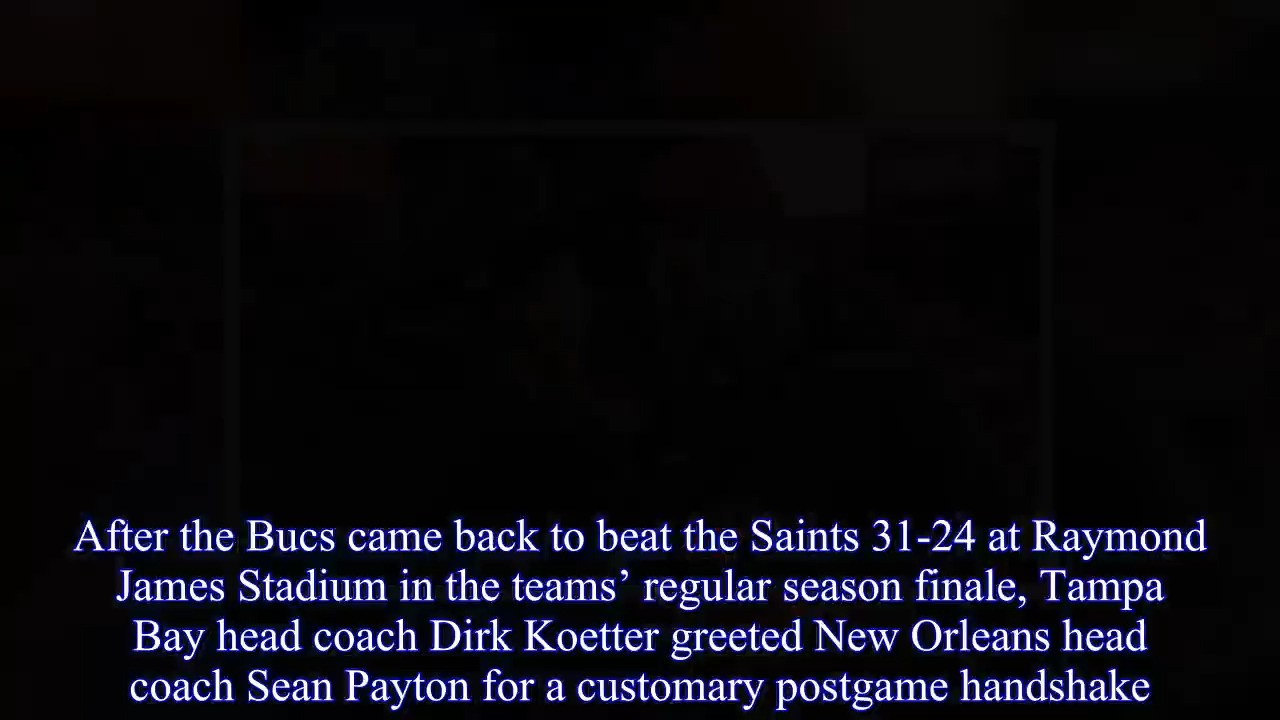 After the Bucs came back to beat the Saints 31-24 at Raymond
James Stadium in the teams’ regular season finale, Tampa
Bay head coach Dirk Koetter greeted New Orleans head
coach Sean Payton for a customary postgame handshake